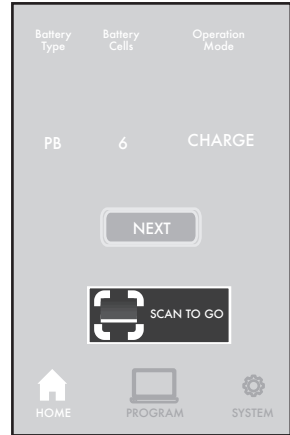 Battery Type
Battery Cells
Operation Mode
PB
6
CHARGE
NEXT
SCAN TO GO
HOME
PROGRAM
SYSTEM